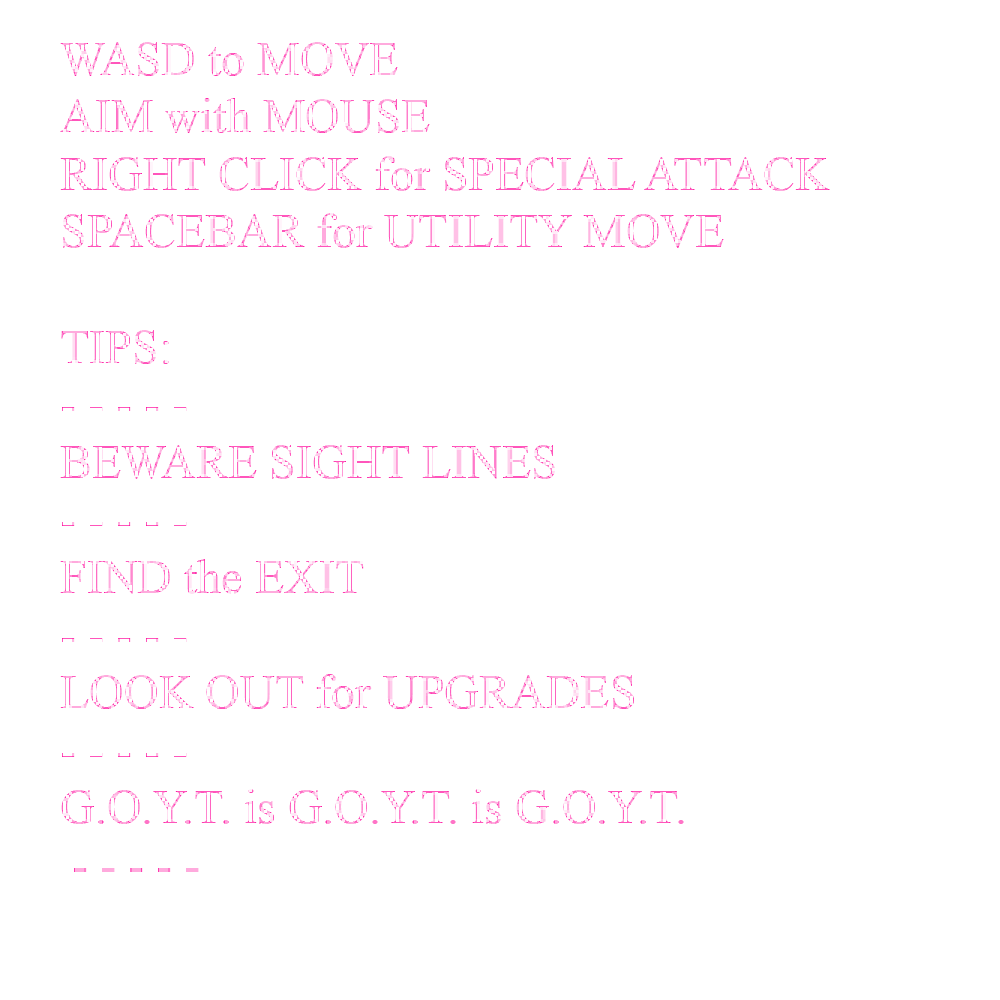 WASD to MOVE
AIM with MOUSE
RIGHT CLICK for SPECIAL ATTACK
SPACEBAR for UTILITY MOVE
TIPS:
- - - - -
BEWARE SIGHT LINES
- - - - -
FIND the EXIT
- - - - -
LOOK OUT for UPGRADES
- - - - -
G.O.Y.T. is G.O.Y.T. is G.O.Y.T.
- - - - -